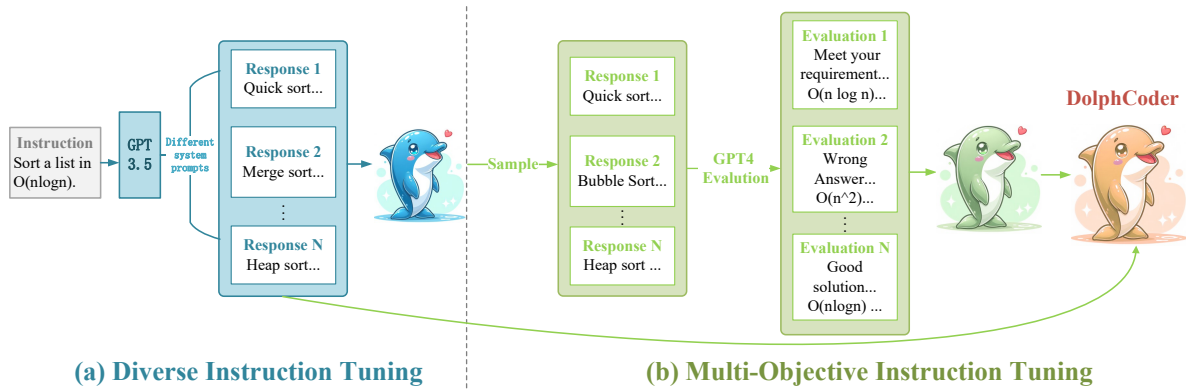 Instruction
Sort a list in
O(nlogn).
GPT
3.5
Different
system
prompts
Response 1
Quick sort...
Response 2
Merge sort...
⋮
Response N
Heap sort...
Sample
Response 1
Quick sort...
Response 2
Bubble Sort...
⋮
Response N
Heap sort ...
GPT4
Evalution
Evaluation 1
Meet your
requirement...
O(n log n)...
Evaluation 2
Wrong
Answer...
O(n^2)...
⋮
Evaluation N
Good
solution...
O(nlogn) ...
DolphCoder
(a) Diverse Instruction Tuning
(b) Multi-Objective Instruction Tuning